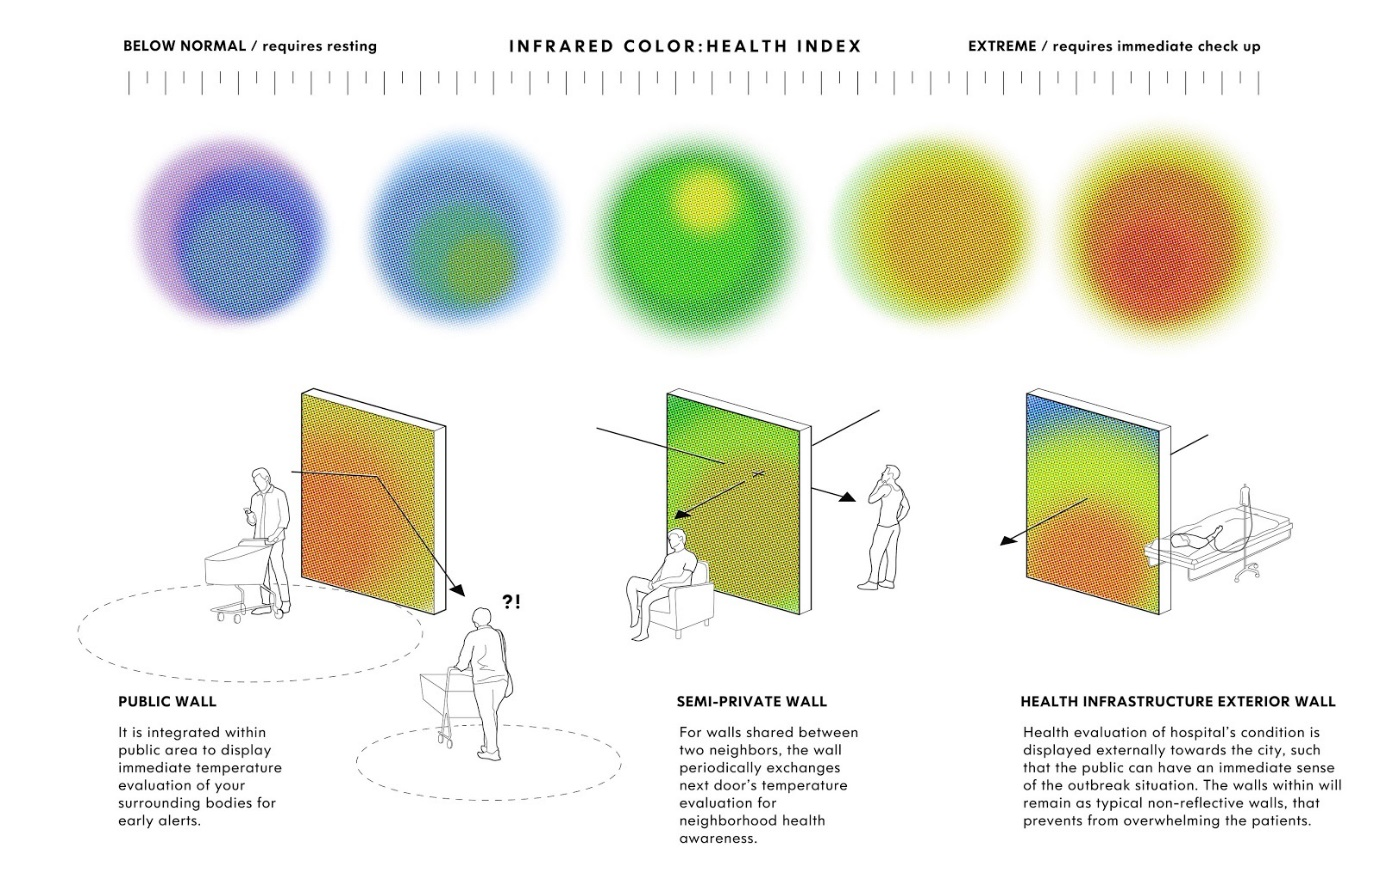 BELOW NORMAL / requires resting
INFRARED COLOR:HEALTH INDEX
EXTREME / requires immediate check up
?!
PUBLIC WALL
It is integrated within
public area to display
immediate temperature
evaluation of your
surrounding bodies for
early alerts.
SEMI-PRIVATE WALL
For walls shared between
two neighbors, the wall
periodically exchanges
next door's temperature
evaluation for
neighborhood health
awareness.
HEALTH INFRASTRUCTURE EXTERIOR WALL
Health evaluation of hospital's condition is
displayed externally towards the city, such
that the public can have an immediate sense
of the outbreak situation. The walls within will
remain as typical non-reflective walls, that
prevents from overwhelming the patients.